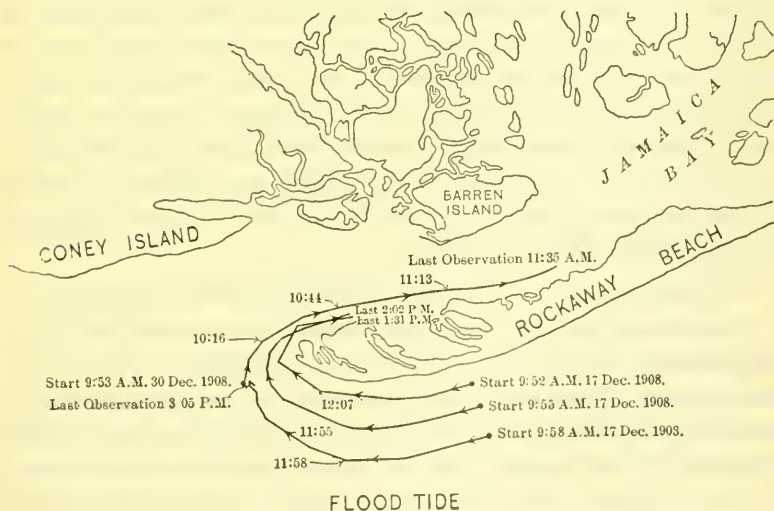 JAMAICA
BAY
BARREN
ISLAND
CONEY ISLAND
ROCKAWAY BEACH
Last Observation 11:35 A.M.
11:13
10:44
Last 2:02 P M.
Last 1:31 P.M.
10:16
Start 9:53 A.M. 30 Dec. 1908.
Last Observation 3 05 P.M.
Start 9:52 A.M. 17 Dec. 1908.
12:07
Start 9:55 A.M. 17 Doc. 1908.
11:55
Start 9:58 A.M. 17 Dec. 1903.
11:58
FLOOD TIDE